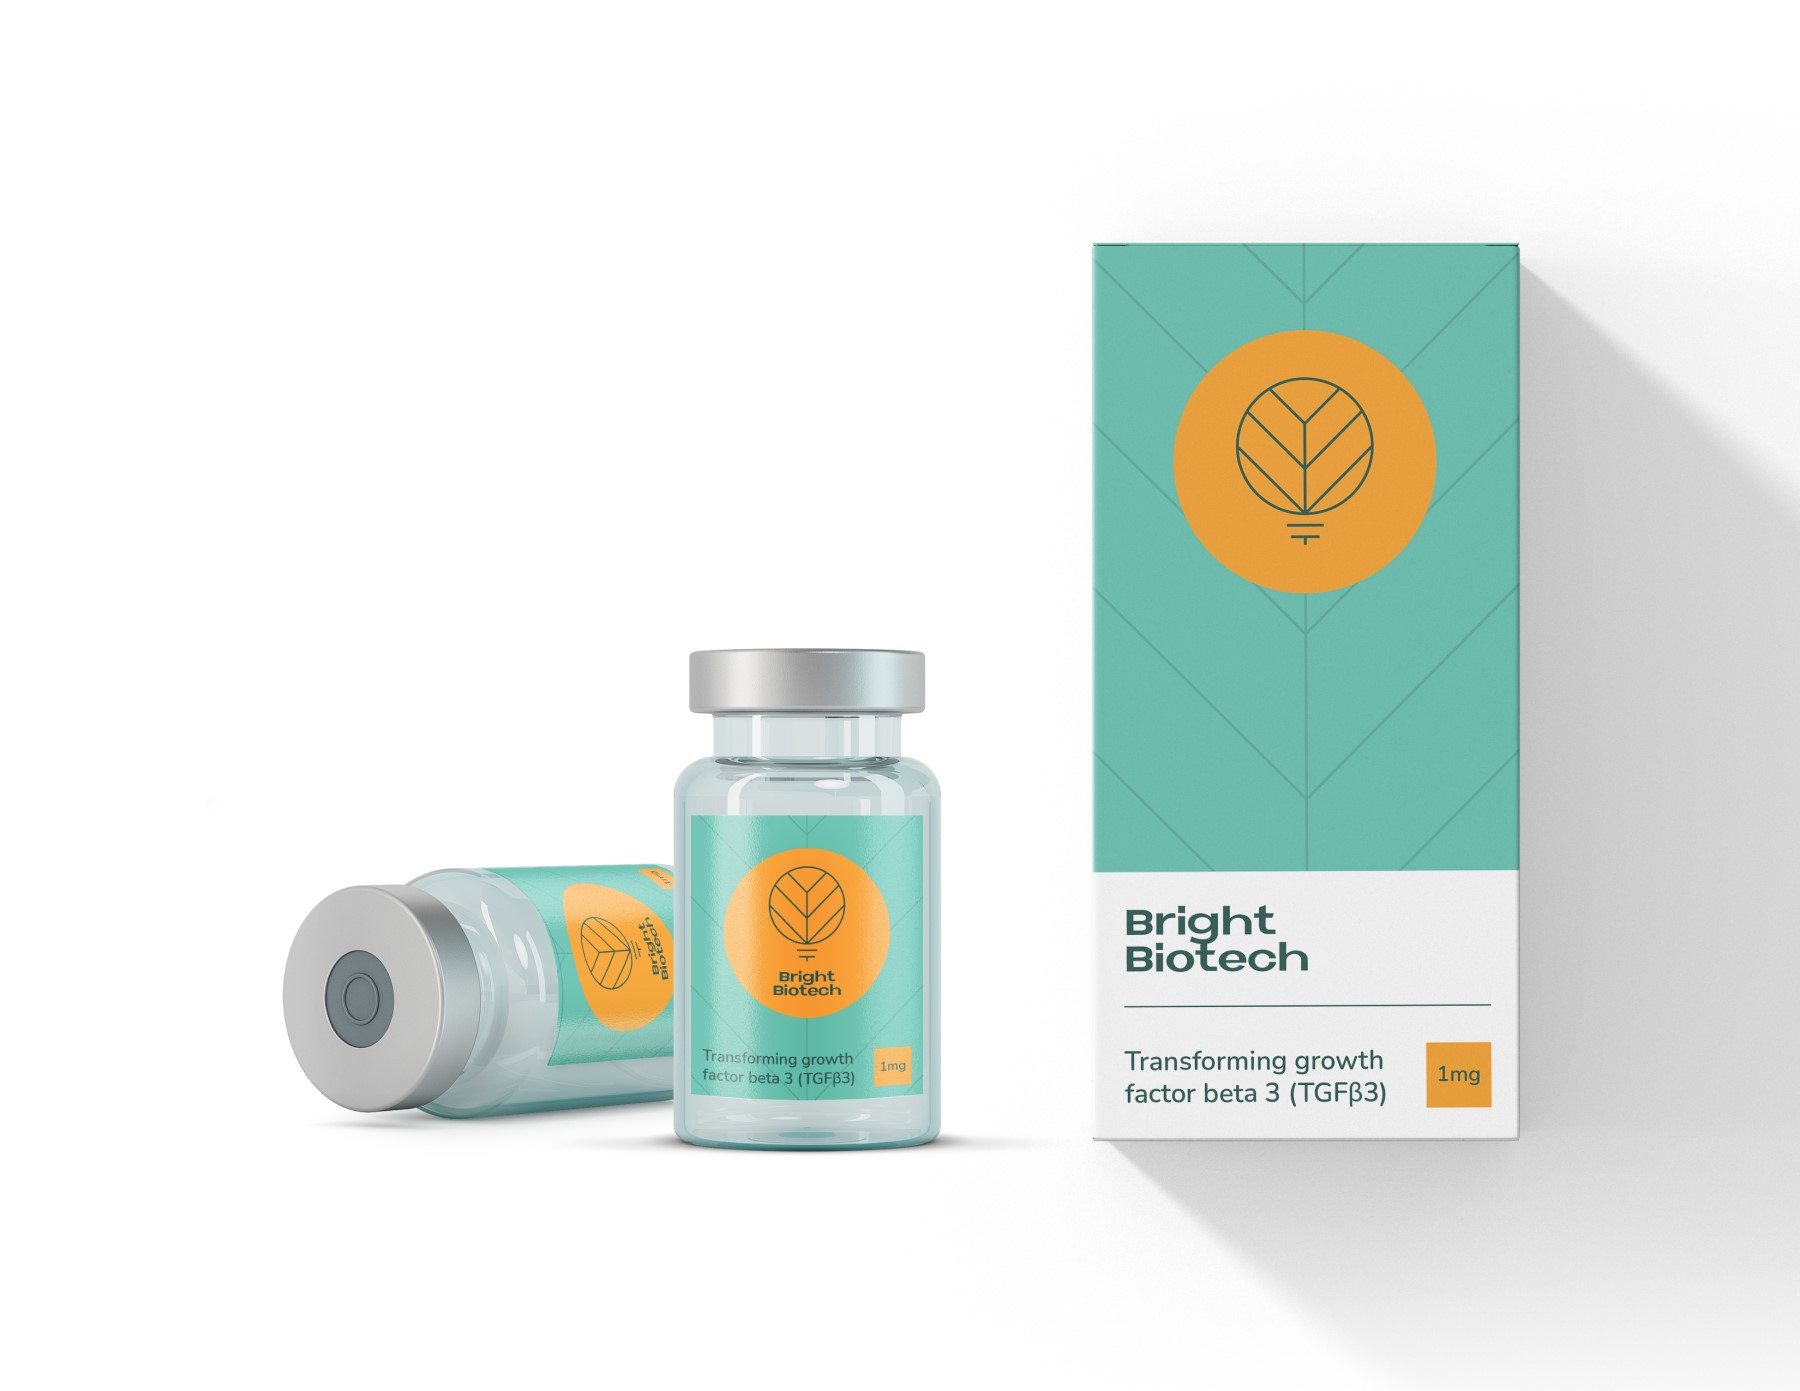 Bright
Biotech
1mg
Bright
Biotech
Transforming growth
factor beta 3 (TGFβ3)
1mg
Bright
Biotech
Transforming growth
factor beta 3 (TGFβ3)
1mg